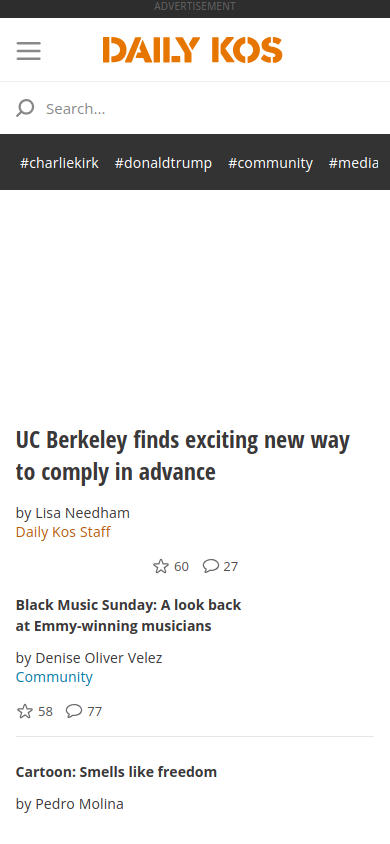 ADVERTISEMENT
DAILY KOS
Search...
#charliekirk #donaldtrump #community #media
UC Berkeley finds exciting new way
to comply in advance
by Lisa Needham
Daily Kos Staff
60 27
Black Music Sunday: A look back
at Emmy-winning musicians
by Denise Oliver Velez
Community
58 77
Cartoon: Smells like freedom
by Pedro Molina